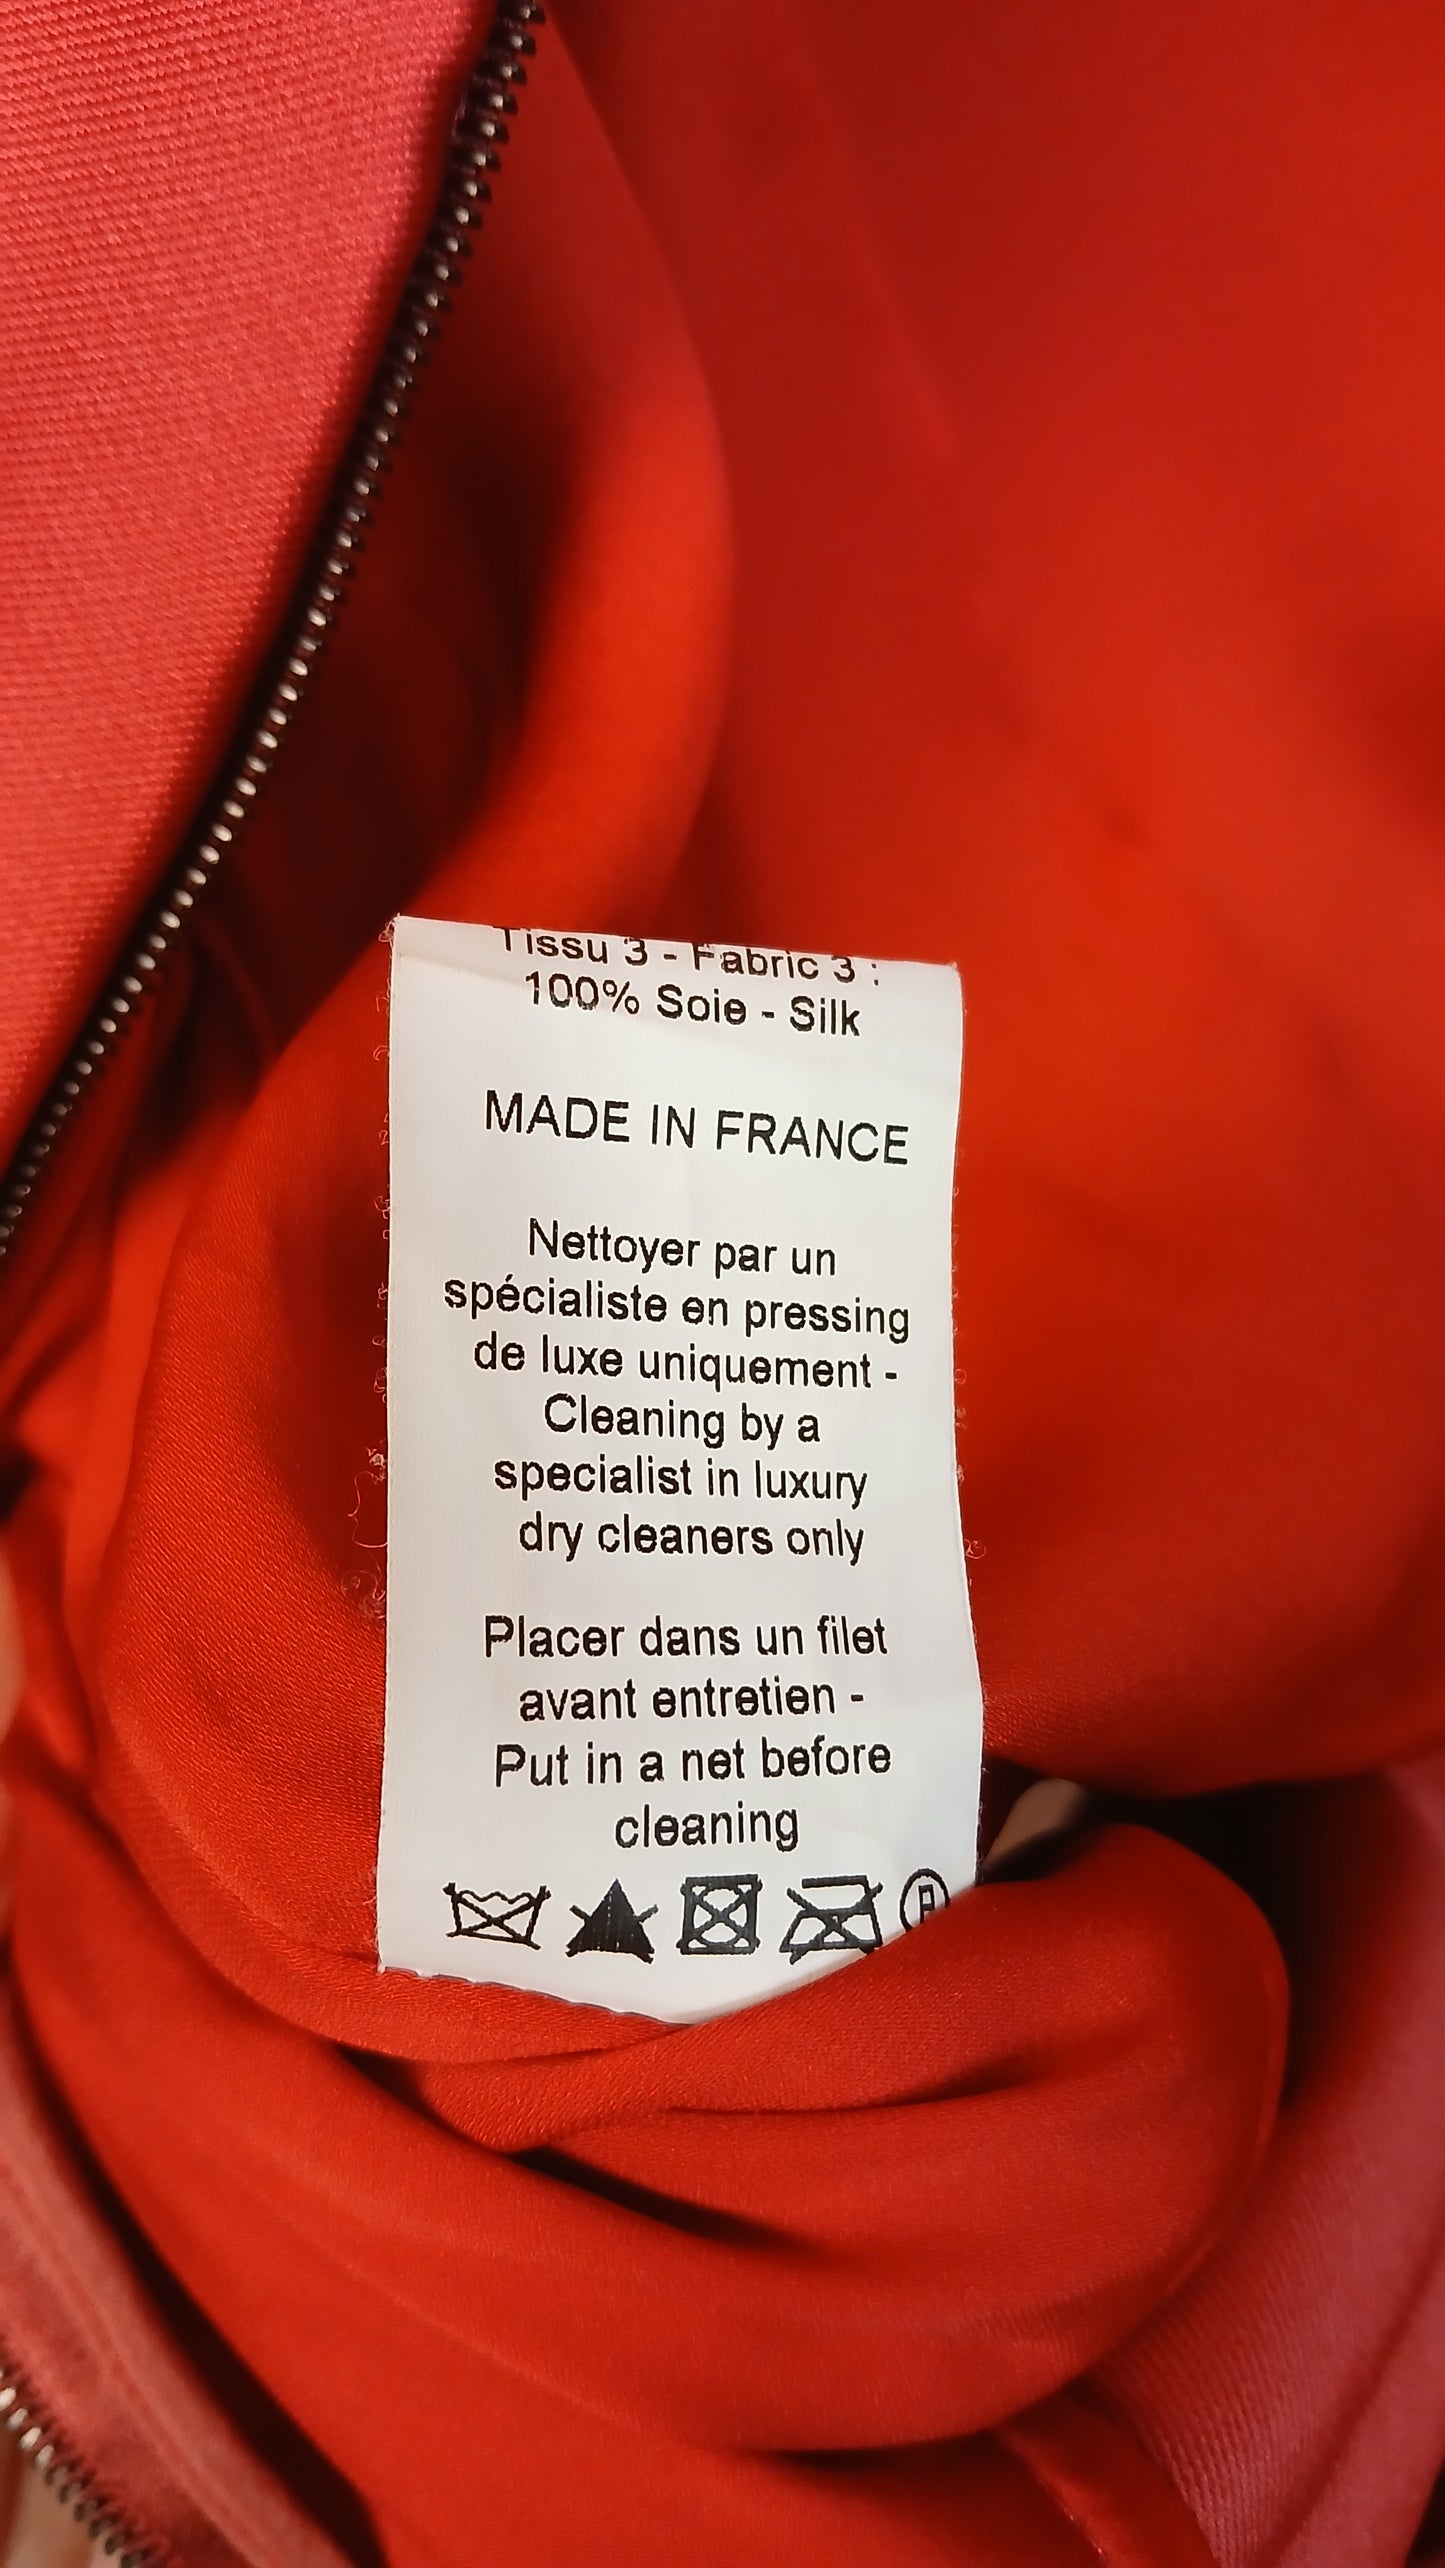 Tissu 3 - Fabric 3 :
100% Soie - Silk
MADE IN FRANCE
Nettoyer par un
spécialiste en pressing
de luxe uniquement -
Cleaning by a
specialist in luxury
dry cleaners only
Placer dans un filet
avant entretien -
Put in a net before
cleaning